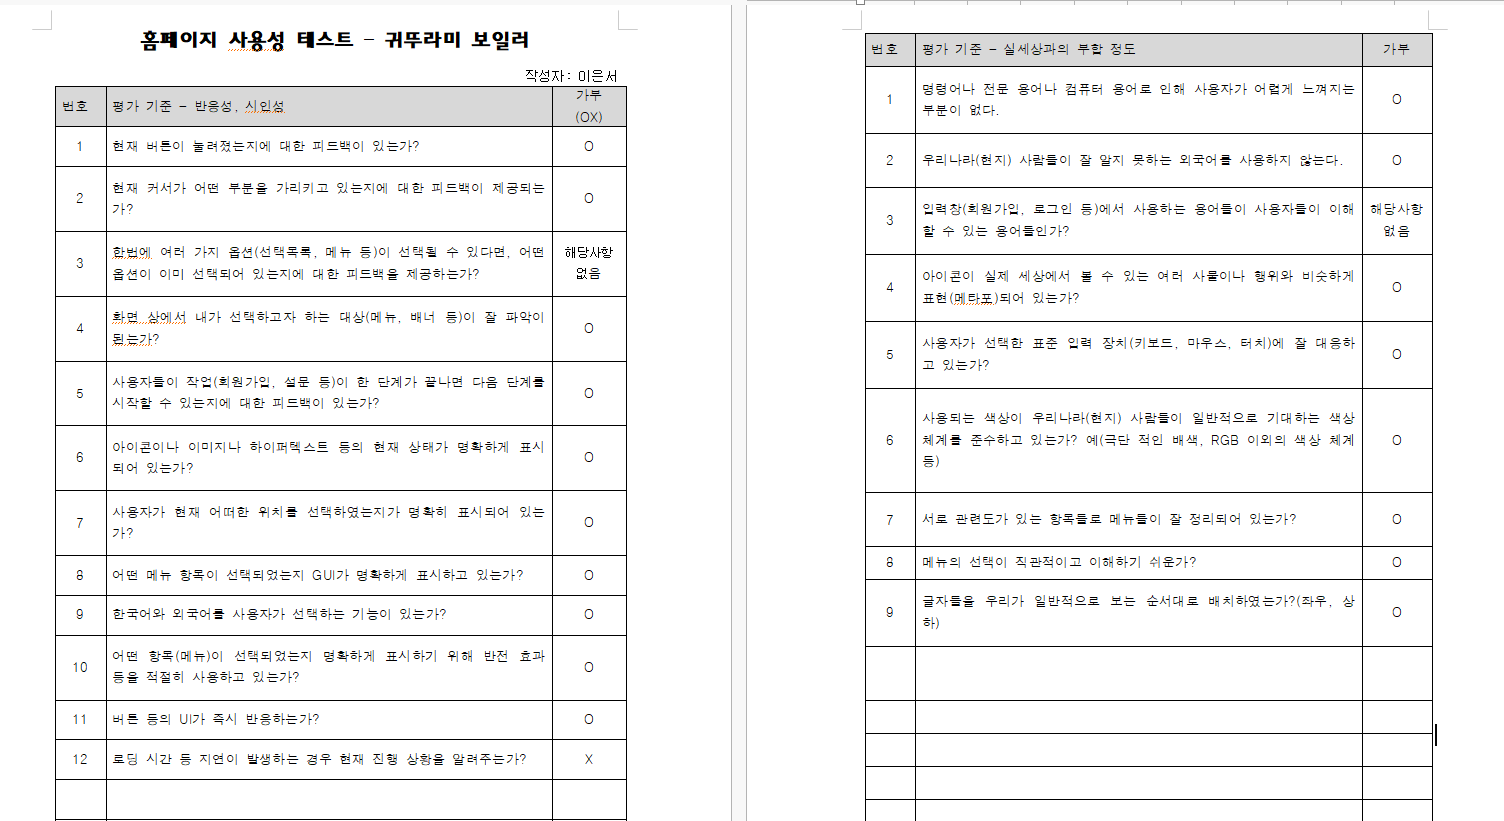 홈페이지 사용성 테스트 – 귀뚜라미 보일러
작성자: 이은서
번호 평가 기준 – 반응성, 시인성 가부
(OX)
1 현재 버튼이 눌려졌는지에 대한 피드백이 있는가? O
2 현재 커서가 어떤 부분을 가리키고 있는지에 대한 피드백이 제공되는
가? O
3 한번에 여러 가지 옵션(선택목록, 메뉴 등)이 선택될 수 있다면, 어떤 해당사항
옵션이 이미 선택되어 있는지에 대한 피드백을 제공하는가? 없음
4 화면 상에서 내가 선택하고자 하는 대상(메뉴, 배너 등)이 잘 파악이
됩는가? O
5 사용자들이 작업(회원가입, 설문 등)이 한 단계가 끝나면 다음 단계를
시작할 수 있는지에 대한 피드백이 있는가? O
6 아이콘이나 이미지나 하이퍼텍스트 등의 현재 상태가 명확하게 표시
되어 있는가? O
7 사용자가 현재 어떠한 위치를 선택하였는지가 명확히 표시되어 있는
가? O
8 어떤 메뉴 항목이 선택되었는지 GUI가 명확하게 표시하고 있는가? O
9 한국어와 외국어를 사용자가 선택하는 기능이 있는가? O
10 어떤 항목(메뉴)이 선택되었는지 명확하게 표시하기 위해 반전 효과
등을 적절히 사용하고 있는가? O
11 버튼 등의 UI가 즉시 반응하는가? O
12 로딩 시간 등 지연이 발생하는 경우 현재 진행 상황을 알려주는가? X
번호 평가 기준 – 실세상과의 부합 정도 가부
1 명령어나 전문 용어나 컴퓨터 용어로 인해 사용자가 어렵게 느껴지는
부분이 없다. O
2 우리나라(현지) 사람들이 잘 알지 못하는 외국어를 사용하지 않는다. O
3 입력창(회원가입, 로그인 등)에서 사용하는 용어들이 사용자들이 이해 해당사항
할 수 있는 용어들인가? 없음
4 아이콘이 실제 세상에서 볼 수 있는 여러 사물이나 행위와 비슷하게
표현(메타포)되어 있는가? O
5 사용자가 선택한 표준 입력 장치(키보드, 마우스, 터치)에 잘 대응하
고 있는가? O
6 사용되는 색상이 우리나라(현지) 사람들이 일반적으로 기대하는 색상
체계를 준수하고 있는가? 예(극단 적인 배색, RGB 이외의 색상 체계 O
등)
7 서로 관련도가 있는 항목들로 메뉴들이 잘 정리되어 있는가? O
8 메뉴의 선택이 직관적이고 이해하기 쉬운가? O
9 글자들을 우리가 일반적으로 보는 순서대로 배치하였는가?(좌우, 상
하) O